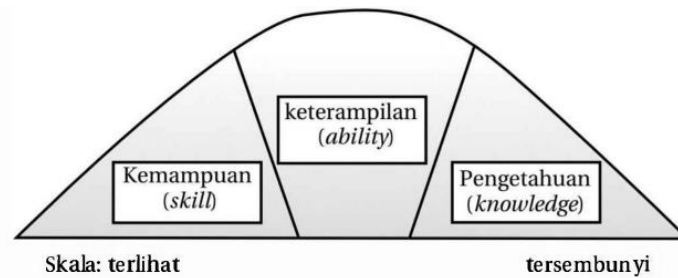 keterampilan
(ability)
Kemampuan
(skill)
Pengetahuan
(knowledge)
Skala: terlihat
tersembunyi